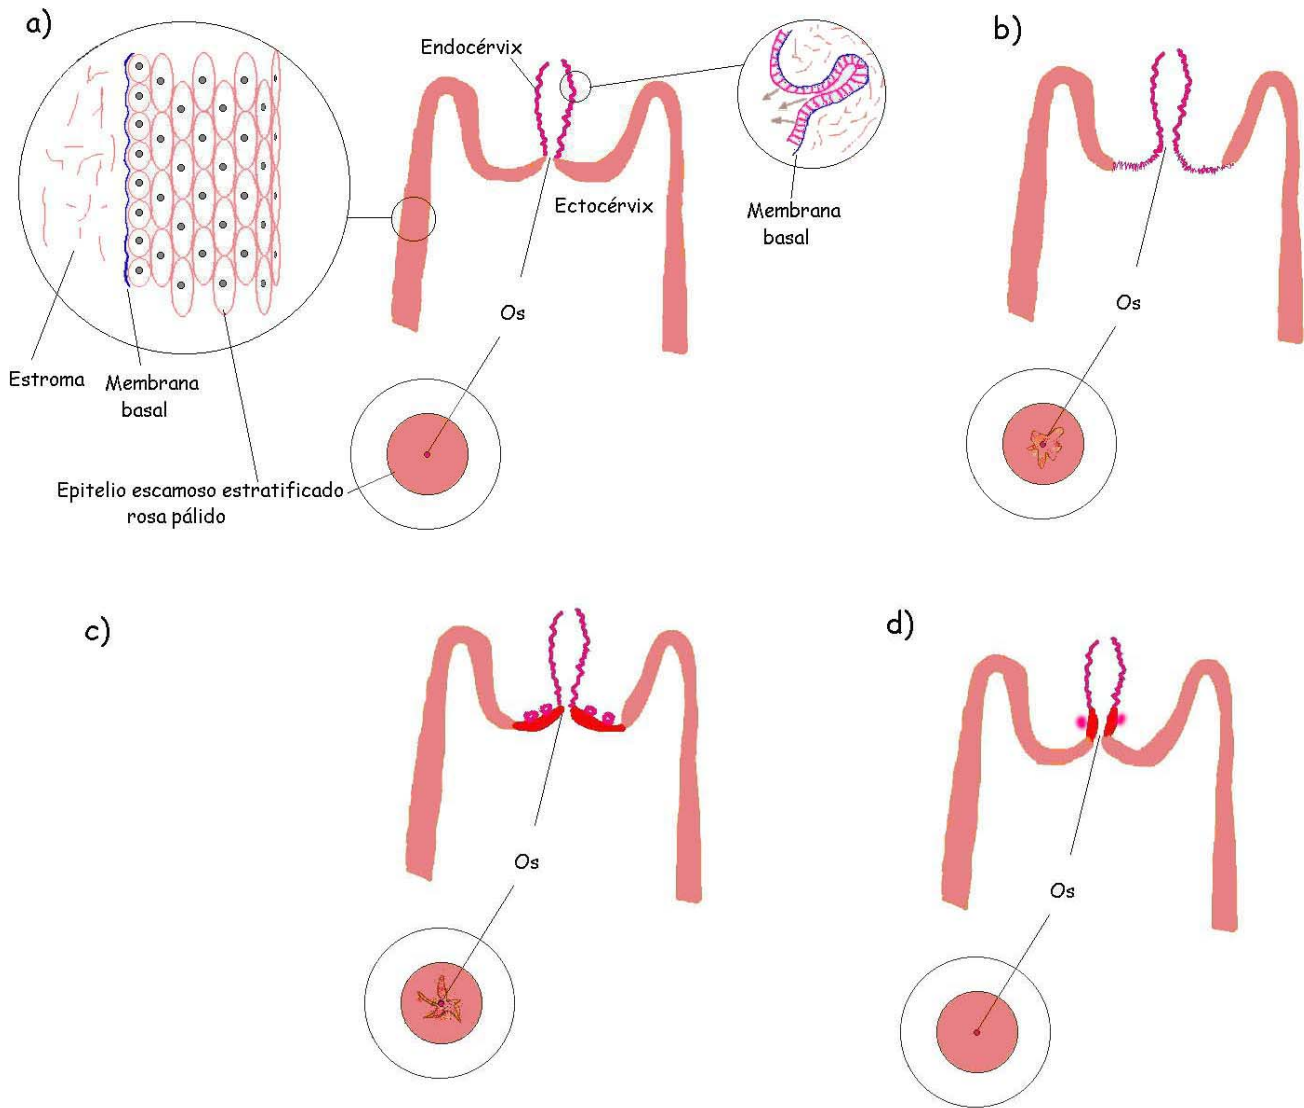 a)
Endocérvix
b)
Ectocérvix
Membrana
basal
Os
Os
Estroma
Membrana
basal
Epitelio escamoso estratificado
rosa pálido
c)
d)
Os
Os